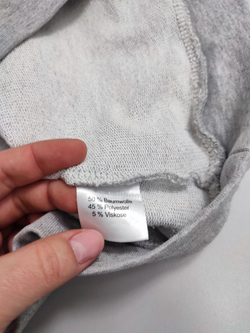 50 % Baumwolle
45 % Polyester
5 % Viskose